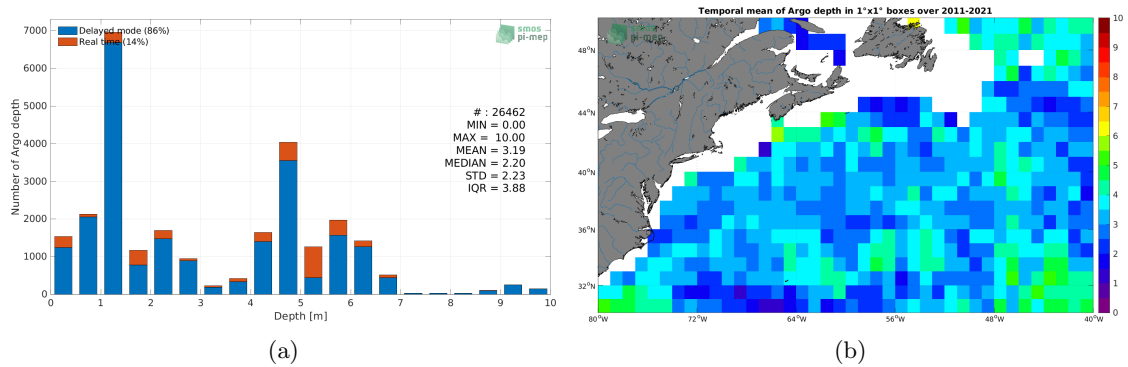 Delayed mode (86%)
Real time (14%)
smos
pi-mep
# : 26462
MIN = 0.00
MAX = 10.00
MEAN = 3.19
MEDIAN = 2.20
STD = 2.23
IQR = 3.88
Number of Argo depth
7000
6000
5000
4000
3000
2000
1000
0
0 1 2 3 4 5 6 7 8 9 10
Depth [m]
(a)
Temporal mean of Argo depth in 1°x1° boxes over 2011-2021
smos
pi-mep
48°N
44°N
40°N
36°N
32°N
80°W 72°W 64°W 56°W 48°W 40°W
10
9
8
7
6
5
4
3
2
1
0
(b)